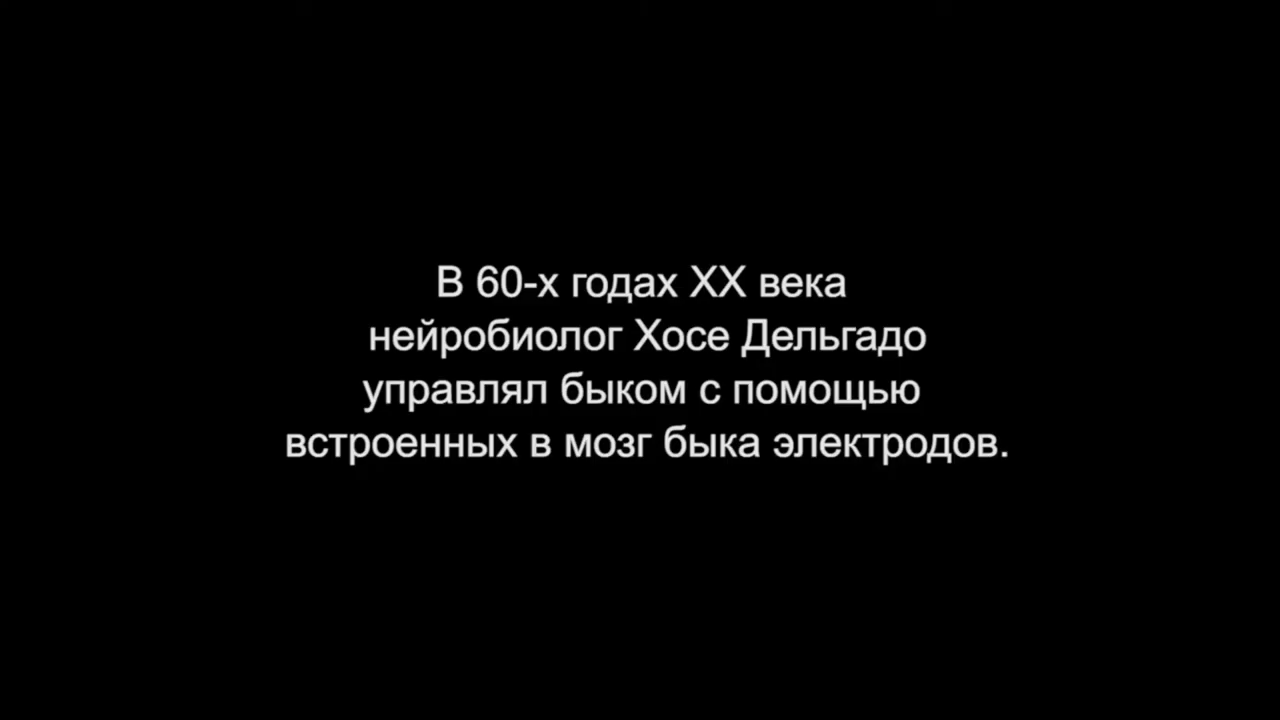 В 60-х годах XX века
нейробиолог Хосе Дельгадо
управлял быком с помощью
встроенных в мозг быка электродов.